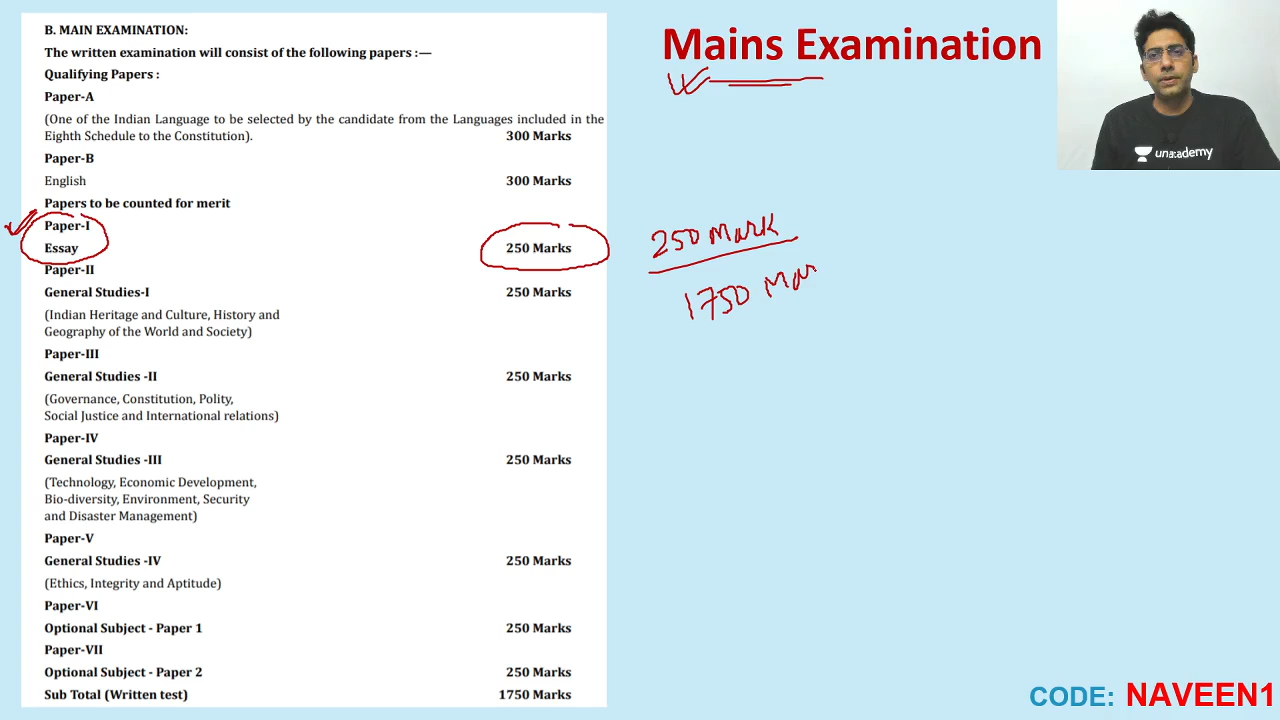 B. MAIN EXAMINATION:
The written examination will consist of the following papers :—
Qualifying Papers :
Paper-A
(One of the Indian Language to be selected by the candidate from the Languages included in the
Eighth Schedule to the Constitution). 300 Marks
Paper-B
English 300 Marks
Papers to be counted for merit
Paper-I
Essay 250 Marks
Paper-II
General Studies-I 250 Marks
(Indian Heritage and Culture, History and
Geography of the World and Society)
Paper-III
General Studies -II 250 Marks
(Governance, Constitution, Polity,
Social Justice and International relations)
Paper-IV
General Studies -III 250 Marks
(Technology, Economic Development,
Bio-diversity, Environment, Security
and Disaster Management)
Paper-V
General Studies -IV 250 Marks
(Ethics, Integrity and Aptitude)
Paper-VI
Optional Subject - Paper 1 250 Marks
Paper-VII
Optional Subject - Paper 2 250 Marks
Sub Total (Written test) 1750 Marks
Mains Examination
250 Mark
1750 Mar
unacademy
CODE: NAVEEN1